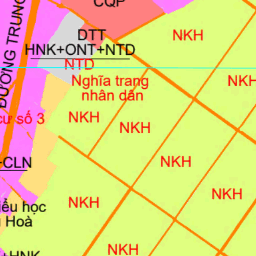 CQP
DTT
HNK+ONT+NTD
NTD
NKH
Nghĩa trang
nhân dân
ĐƯỜNG TRUNG
cư số 3
NKH
NKH
NKH
NKH
-CLN
iểu học
Hoà
NKH
NKH
NKH
+HNK